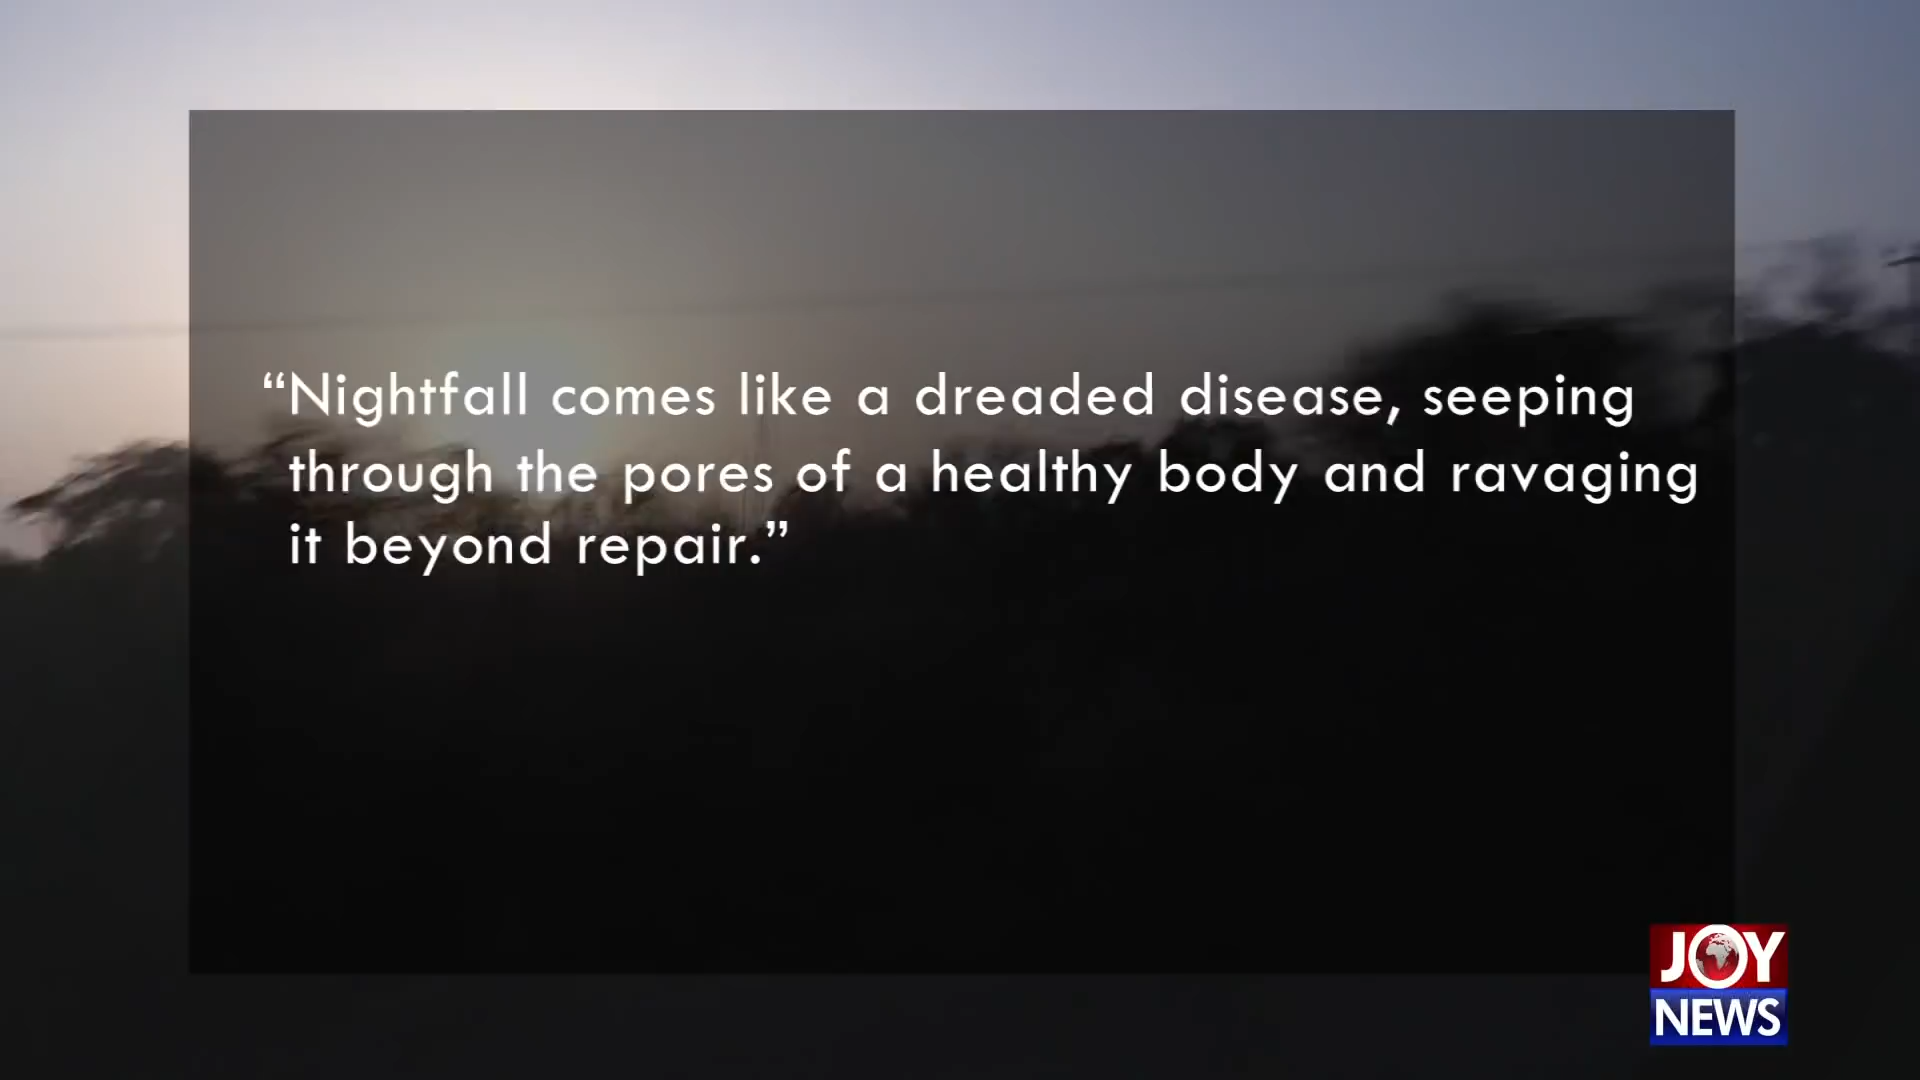 “Nightfall comes like a dreaded disease, seeping
through the pores of a healthy body and ravaging
it beyond repair.”
JOY
NEWS